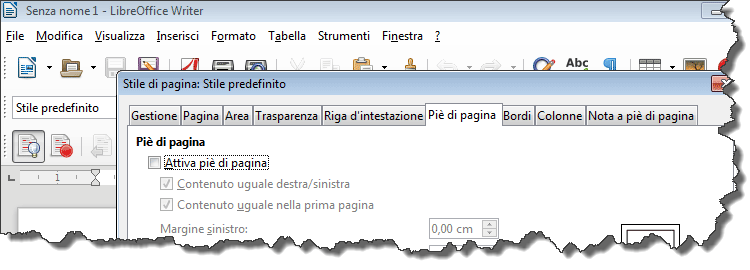 Senza nome 1 - LibreOffice Writer
File Modifica Visualizza Inserisci Formato Tabella Strumenti Finestra ?
Abc ¶
Stile di pagina: Stile predefinito
Stile predefinito
Gestione Pagina Area Trasparenza Riga d'intestazione Piè di pagina Bordi Colonne Nota a piè di pagina
Piè di pagina
Attiva piè di pagina
1
Contenuto uguale destra/sinistra
Contenuto uguale nella prima pagina
Margine sinistro: 0,00 cm